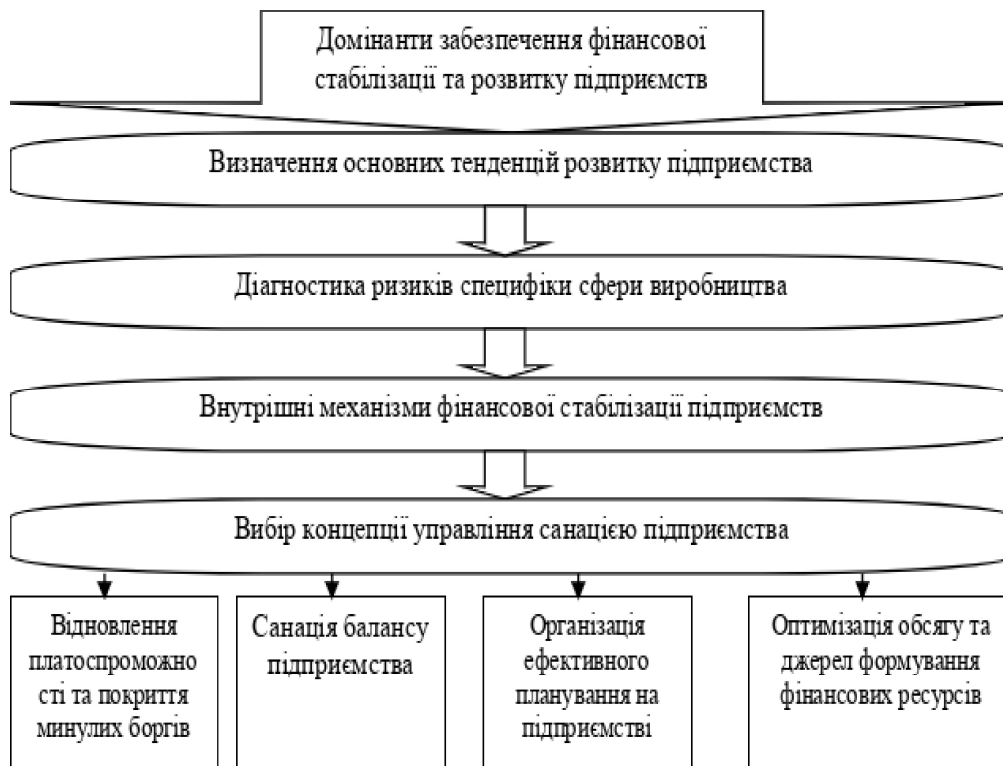 Домінанти забезпечення фінансової
стабілізації та розвитку підприємств
Визначення основних тенденцій розвитку підприємства
Діагностика ризиків специфіки сфери виробництва
Внутрішні механізми фінансової стабілізації підприємств
Вибір концепції управління санацією підприємства
Відновлення
платоспроможно
сті та покриття
минулих боргів
Санація балансу
підприємства
Організація
ефективного
планування на
підприємстві
Оптимізація обсягу та
джерел формування
фінансових ресурсів